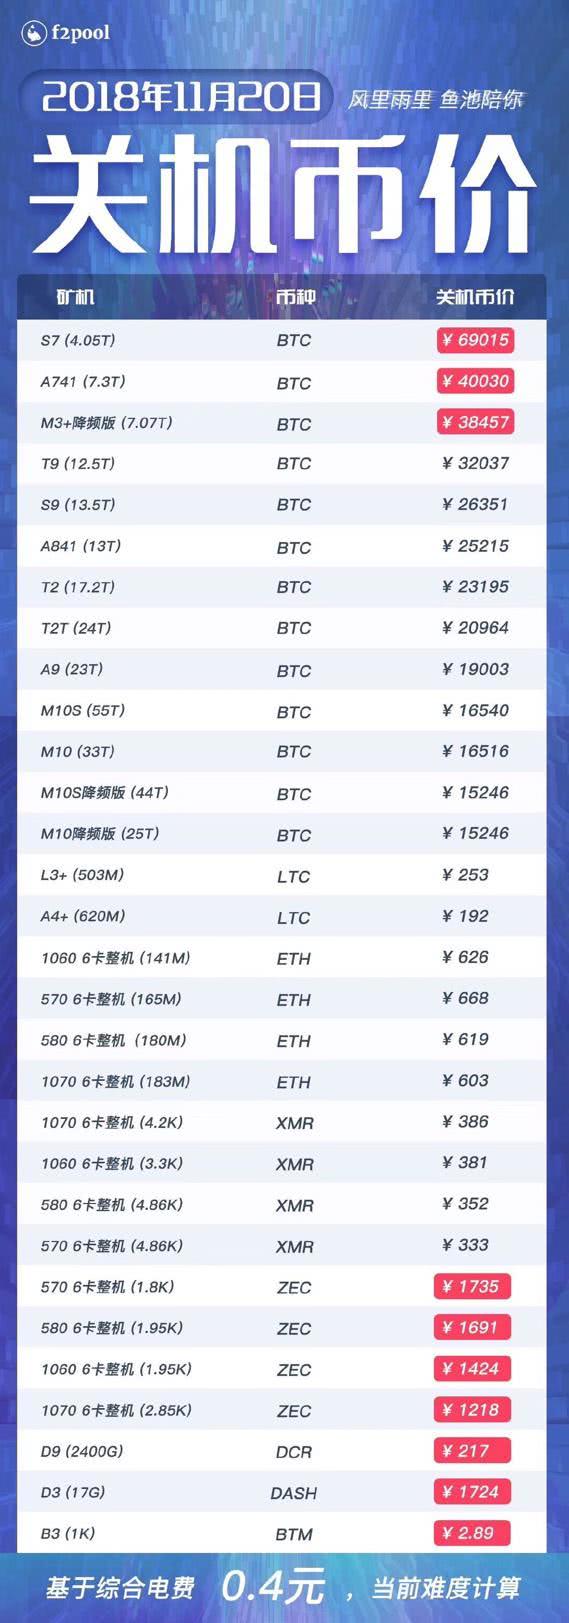 f2pool
2018年11月20日 风里雨里 鱼池陪你
关机币价
矿机 币种 关机币价
S7 (4.05T) BTC ¥ 69015
A741 (7.3T) BTC ¥ 40030
M3+降频版 (7.07T) BTC ¥ 38457
T9 (12.5T) BTC ¥ 32037
S9 (13.5T) BTC ¥ 26351
A841 (13T) BTC ¥ 25215
T2 (17.2T) BTC ¥ 23195
T2T (24T) BTC ¥ 20964
A9 (23T) BTC ¥ 19003
M10S (55T) BTC ¥ 16540
M10 (33T) BTC ¥ 16516
M10S降频版 (44T) BTC ¥ 15246
M10降频版 (25T) BTC ¥ 15246
L3+ (503M) LTC ¥ 253
A4+ (620M) LTC ¥ 192
1060 6卡整机 (141M) ETH ¥ 626
570 6卡整机 (165M) ETH ¥ 668
580 6卡整机 (180M) ETH ¥ 619
1070 6卡整机 (183M) ETH ¥ 603
1070 6卡整机 (4.2K) XMR ¥ 386
1060 6卡整机 (3.3K) XMR ¥ 381
580 6卡整机 (4.86K) XMR ¥ 352
570 6卡整机 (4.86K) XMR ¥ 333
570 6卡整机 (1.8K) ZEC ¥ 1735
580 6卡整机 (1.95K) ZEC ¥ 1691
1060 6卡整机 (1.95K) ZEC ¥ 1424
1070 6卡整机 (2.85K) ZEC ¥ 1218
D9 (2400G) DCR ¥ 217
D3 (17G) DASH ¥ 1724
B3 (1K) BTM ¥ 2.89
基于综合电费 0.4元 ，当前难度计算